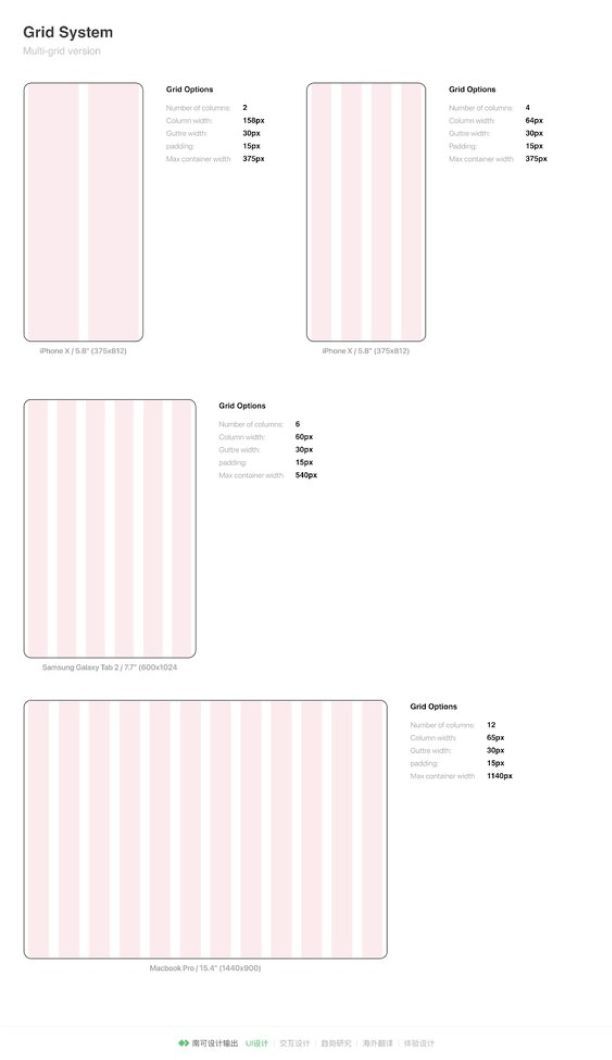 Grid System
Multi-grid version
Grid Options
Number of columns: 2
Column width: 158px
Guttre width: 30px
padding: 15px
Max container width 375px
iPhone X / 5.8" (375x812)
Grid Options
Number of columns: 4
Column width: 64px
Guttre width: 30px
Padding: 15px
Max container width 375px
iPhone X / 5.8" (375x812)
Grid Options
Number of columns: 6
Column width: 60px
Guttre width: 30px
padding: 15px
Max container width 540px
Samsung Galaxy Tab 2 / 7.7" (600x1024
Grid Options
Number of columns: 12
Column width: 65px
Guttre width: 30px
padding: 15px
Max container width 1140px
Macbook Pro / 15.4" (1440x900)
南可设计输出 UI设计 | 交互设计 | 趋势研究 | 海外翻译 | 体验设计